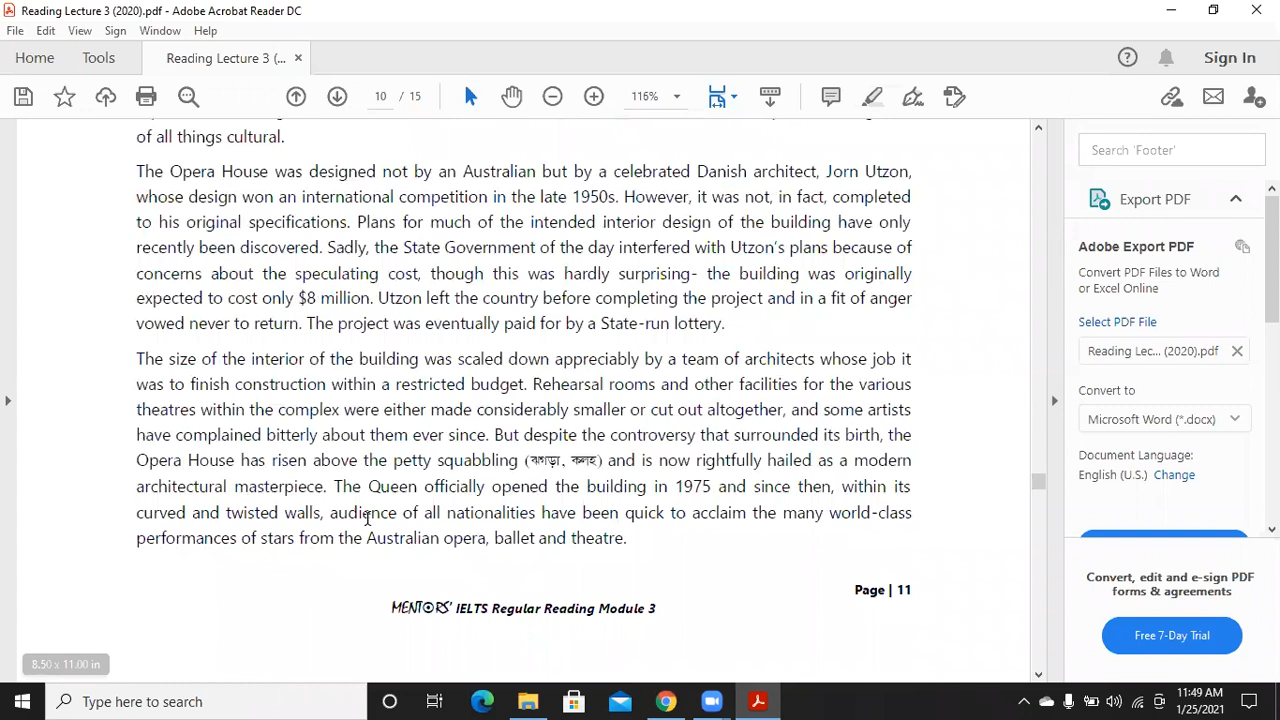 Reading Lecture 3 (2020).pdf - Adobe Acrobat Reader DC
File Edit View Sign Window Help
Home Tools Reading Lecture 3 (... × Sign In
10 / 15 116%
of all things cultural.
The Opera House was designed not by an Australian but by a celebrated Danish architect, Jorn Utzon,
whose design won an international competition in the late 1950s. However, it was not, in fact, completed
to his original specifications. Plans for much of the intended interior design of the building have only
recently been discovered. Sadly, the State Government of the day interfered with Utzon's plans because of
concerns about the speculating cost, though this was hardly surprising- the building was originally
expected to cost only $8 million. Utzon left the country before completing the project and in a fit of anger
vowed never to return. The project was eventually paid for by a State-run lottery.
The size of the interior of the building was scaled down appreciably by a team of architects whose job it
was to finish construction within a restricted budget. Rehearsal rooms and other facilities for the various
theatres within the complex were either made considerably smaller or cut out altogether, and some artists
have complained bitterly about them ever since. But despite the controversy that surrounded its birth, the
Opera House has risen above the petty squabbling (ঝগড়া, কলহ) and is now rightfully hailed as a modern
architectural masterpiece. The Queen officially opened the building in 1975 and since then, within its
curved and twisted walls, audience of all nationalities have been quick to acclaim the many world-class
performances of stars from the Australian opera, ballet and theatre.
Page | 11
MENTORS' IELTS Regular Reading Module 3
8.50 x 11.00 in
Search 'Footer'
Export PDF
Adobe Export PDF
Convert PDF Files to Word
or Excel Online
Select PDF File
Reading Lec... (2020).pdf ×
Convert to
Microsoft Word (*.docx)
Document Language:
English (U.S.) Change
Convert, edit and e-sign PDF
forms & agreements
Free 7-Day Trial
Type here to search
11:49 AM
1/25/2021